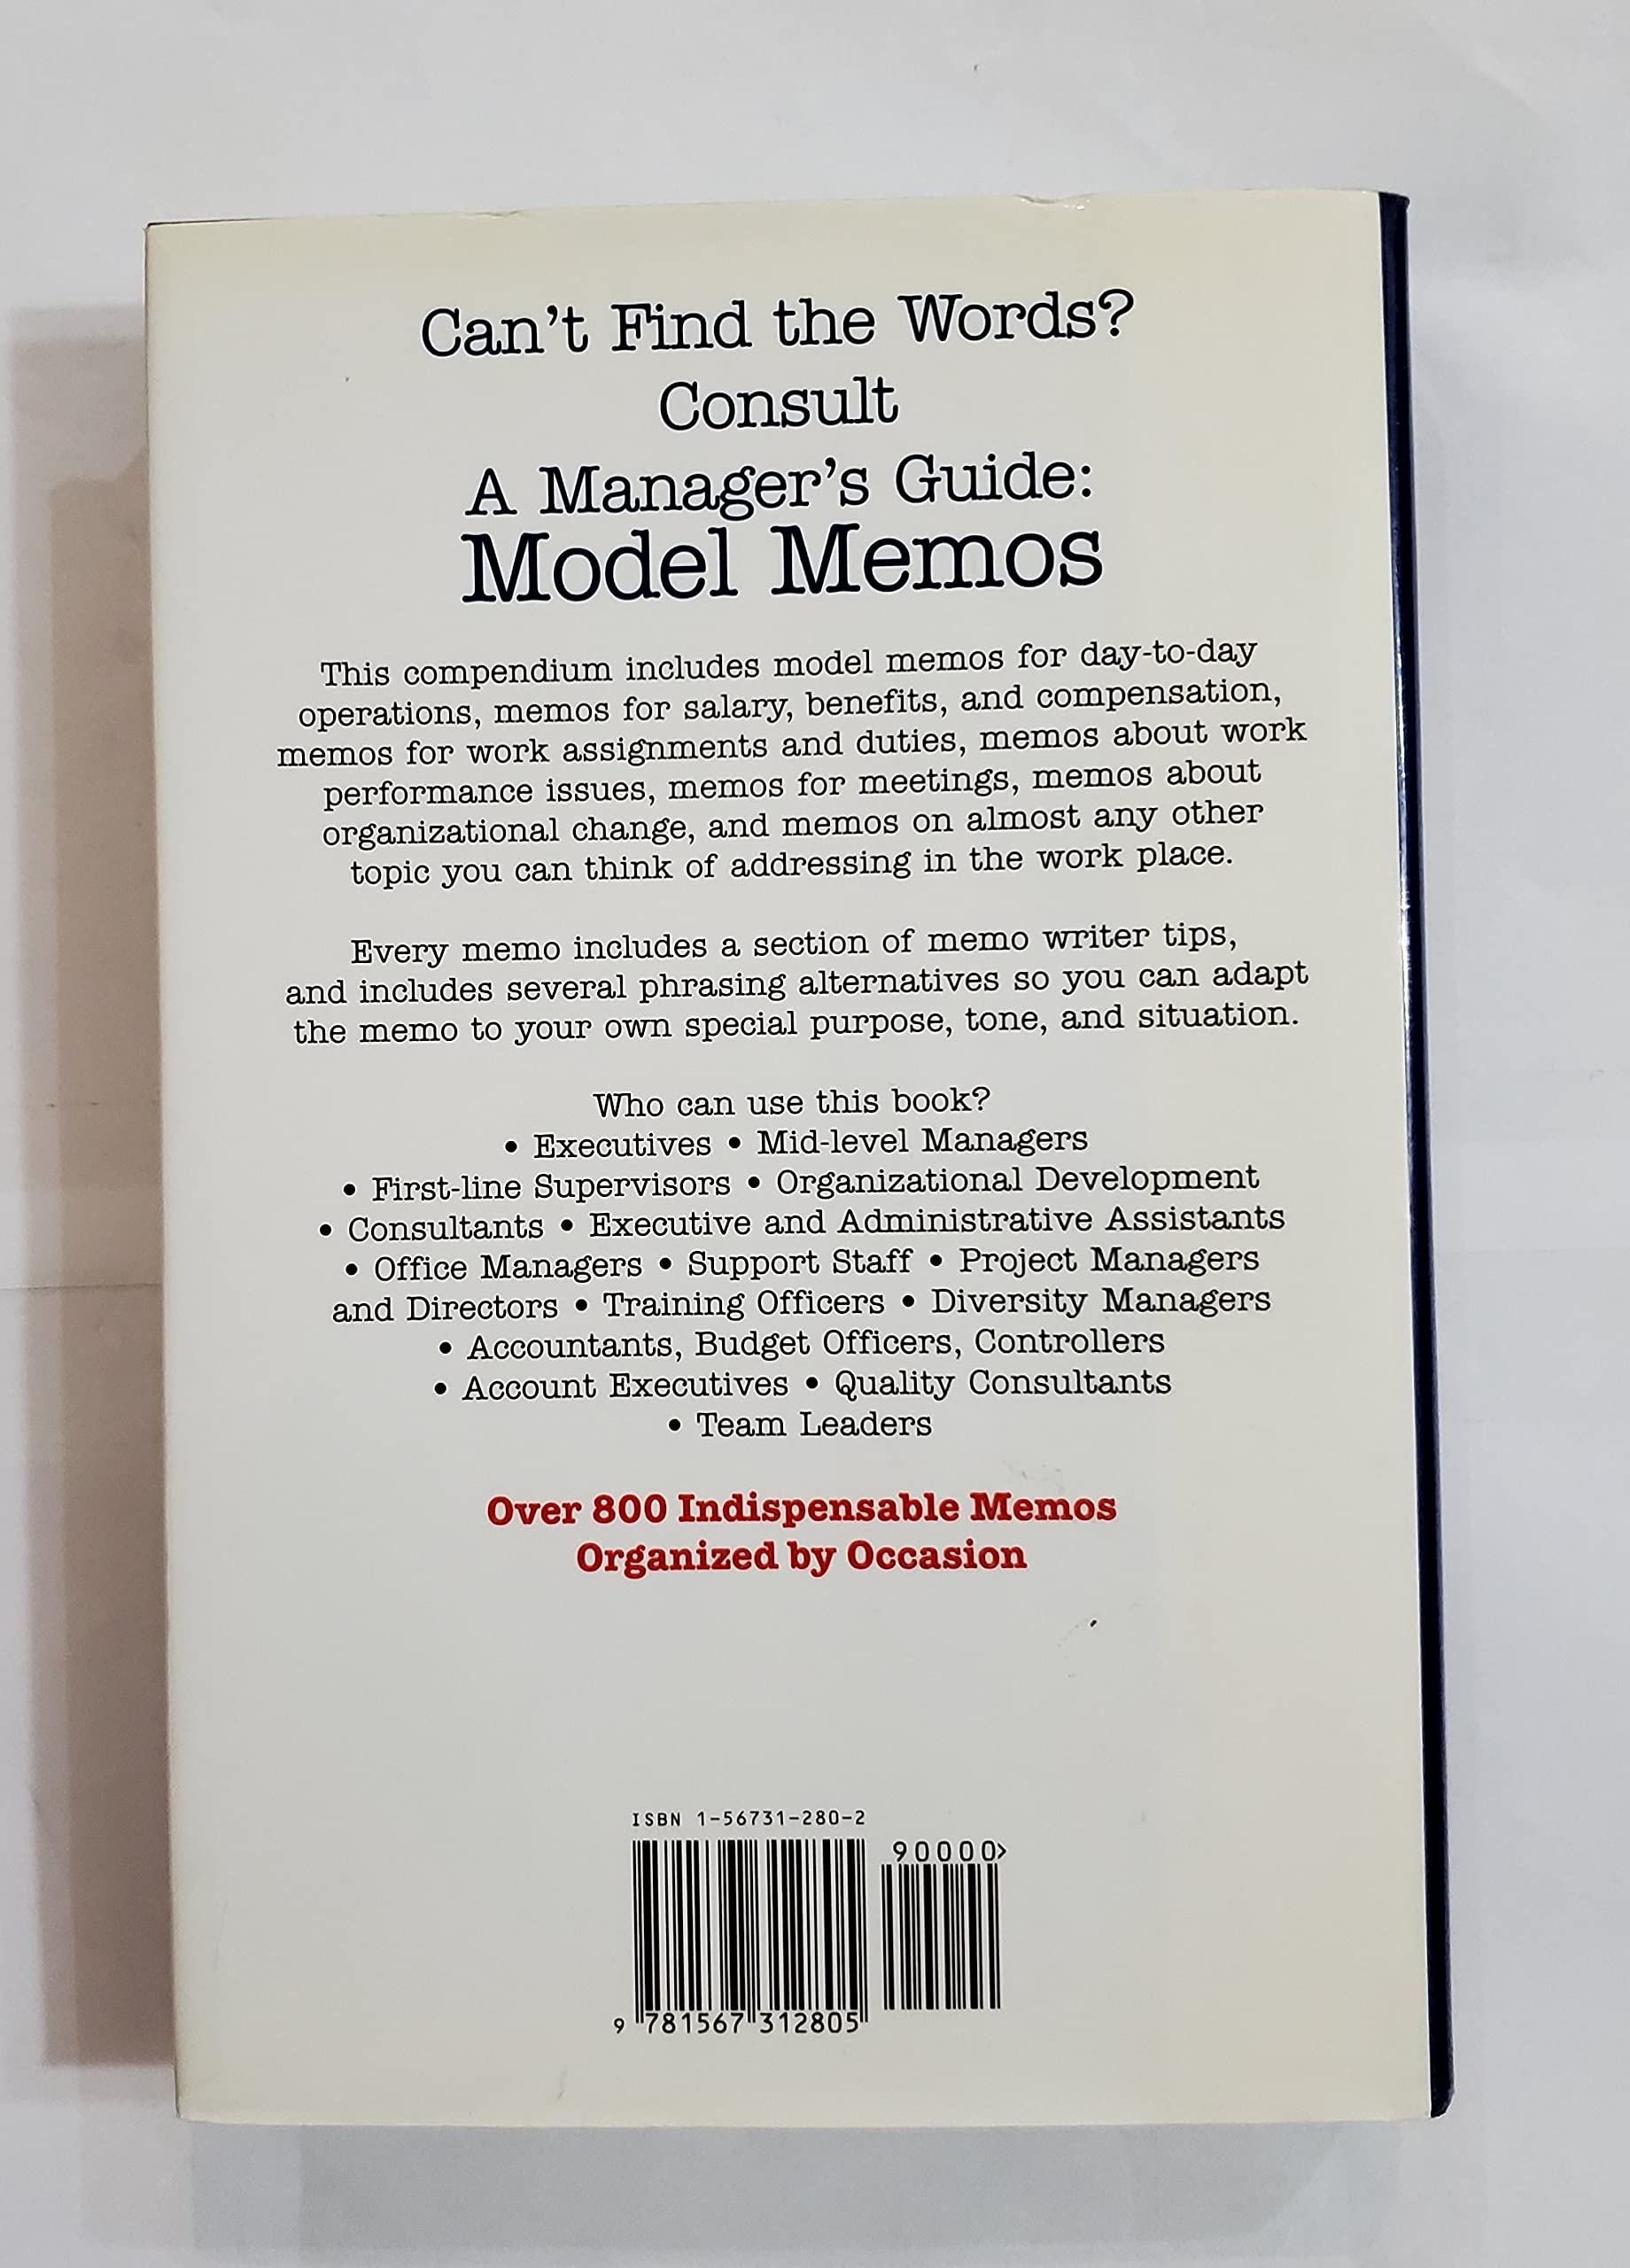 Can't Find the Words?
Consult
A Manager's Guide:
Model Memos
This compendium includes model memos for day-to-day
operations, memos for salary, benefits, and compensation,
memos for work assignments and duties, memos about work
performance issues, memos for meetings, memos about
organizational change, and memos on almost any other
topic you can think of addressing in the work place.
Every memo includes a section of memo writer tips,
and includes several phrasing alternatives so you can adapt
the memo to your own special purpose, tone, and situation.
Who can use this book?
• Executives • Mid-level Managers
• First-line Supervisors • Organizational Development
• Consultants • Executive and Administrative Assistants
• Office Managers • Support Staff • Project Managers
and Directors • Training Officers • Diversity Managers
• Accountants, Budget Officers, Controllers
• Account Executives • Quality Consultants
• Team Leaders
Over 800 Indispensable Memos
Organized by Occasion
ISBN 1-56731-280-2
90000>
9 781567 312805